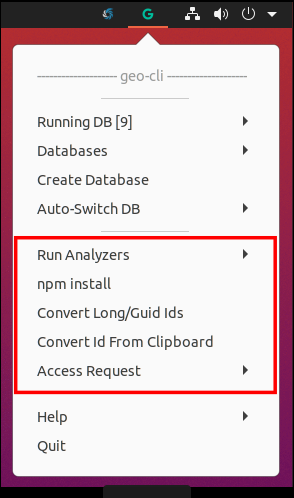 G
geo-cli
Running DB [9]
Databases
Create Database
Auto-Switch DB
Run Analyzers
npm install
Convert Long/Guid Ids
Convert Id From Clipboard
Access Request
Help
Quit